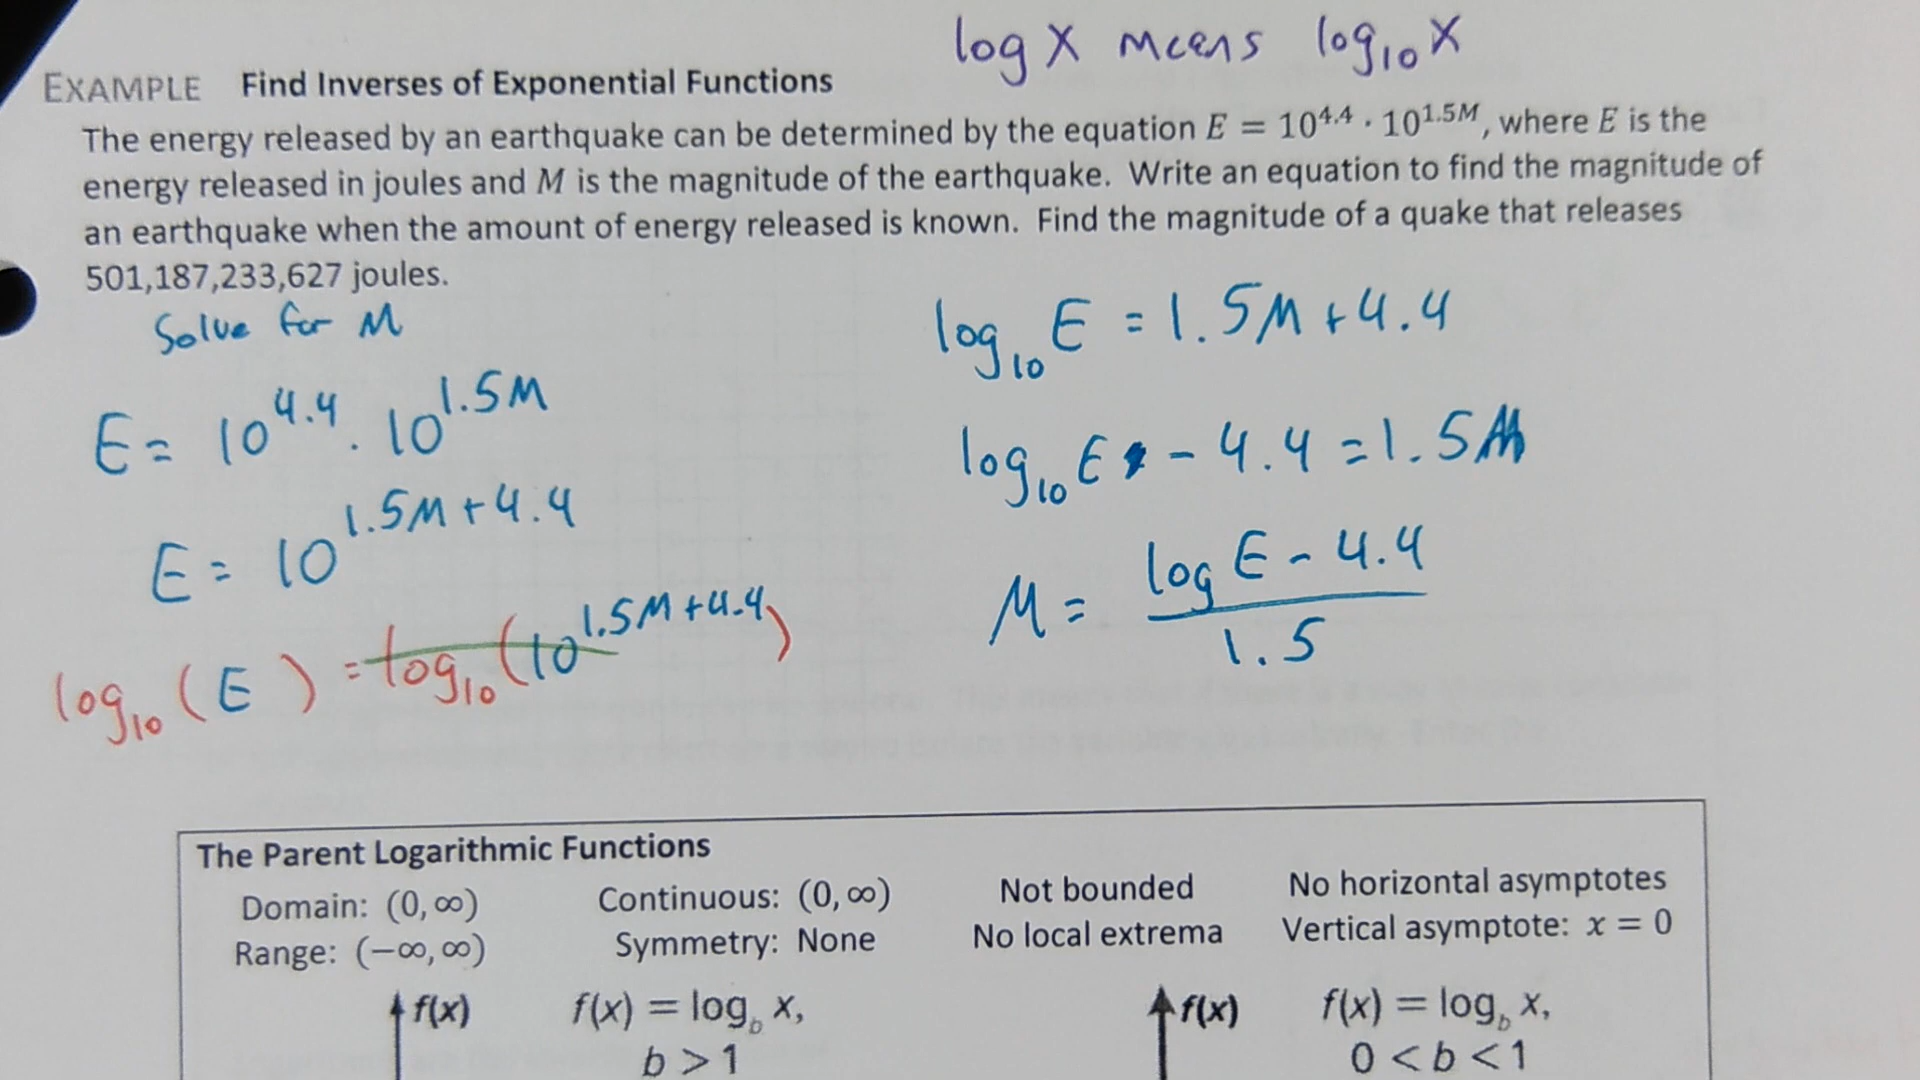 log x means log₁₀ x
EXAMPLE Find Inverses of Exponential Functions
The energy released by an earthquake can be determined by the equation E = 10^4.4 · 10^1.5M, where E is the
energy released in joules and M is the magnitude of the earthquake. Write an equation to find the magnitude of
an earthquake when the amount of energy released is known. Find the magnitude of a quake that releases
501,187,233,627 joules.
Solve for M
E = 10^4.4 · 10^1.5M
E = 10^1.5M+4.4
log₁₀(E) = log₁₀(10^1.5M+4.4)
log₁₀ E = 1.5M + 4.4
log₁₀ E - 4.4 = 1.5M
M = log E - 4.4
1.5
The Parent Logarithmic Functions
Domain: (0, ∞) Continuous: (0, ∞) Not bounded No horizontal asymptotes
Range: (−∞, ∞) Symmetry: None No local extrema Vertical asymptote: x = 0
f(x) f(x) = log_b x, f(x) f(x) = log_b x,
b > 1 0 < b < 1